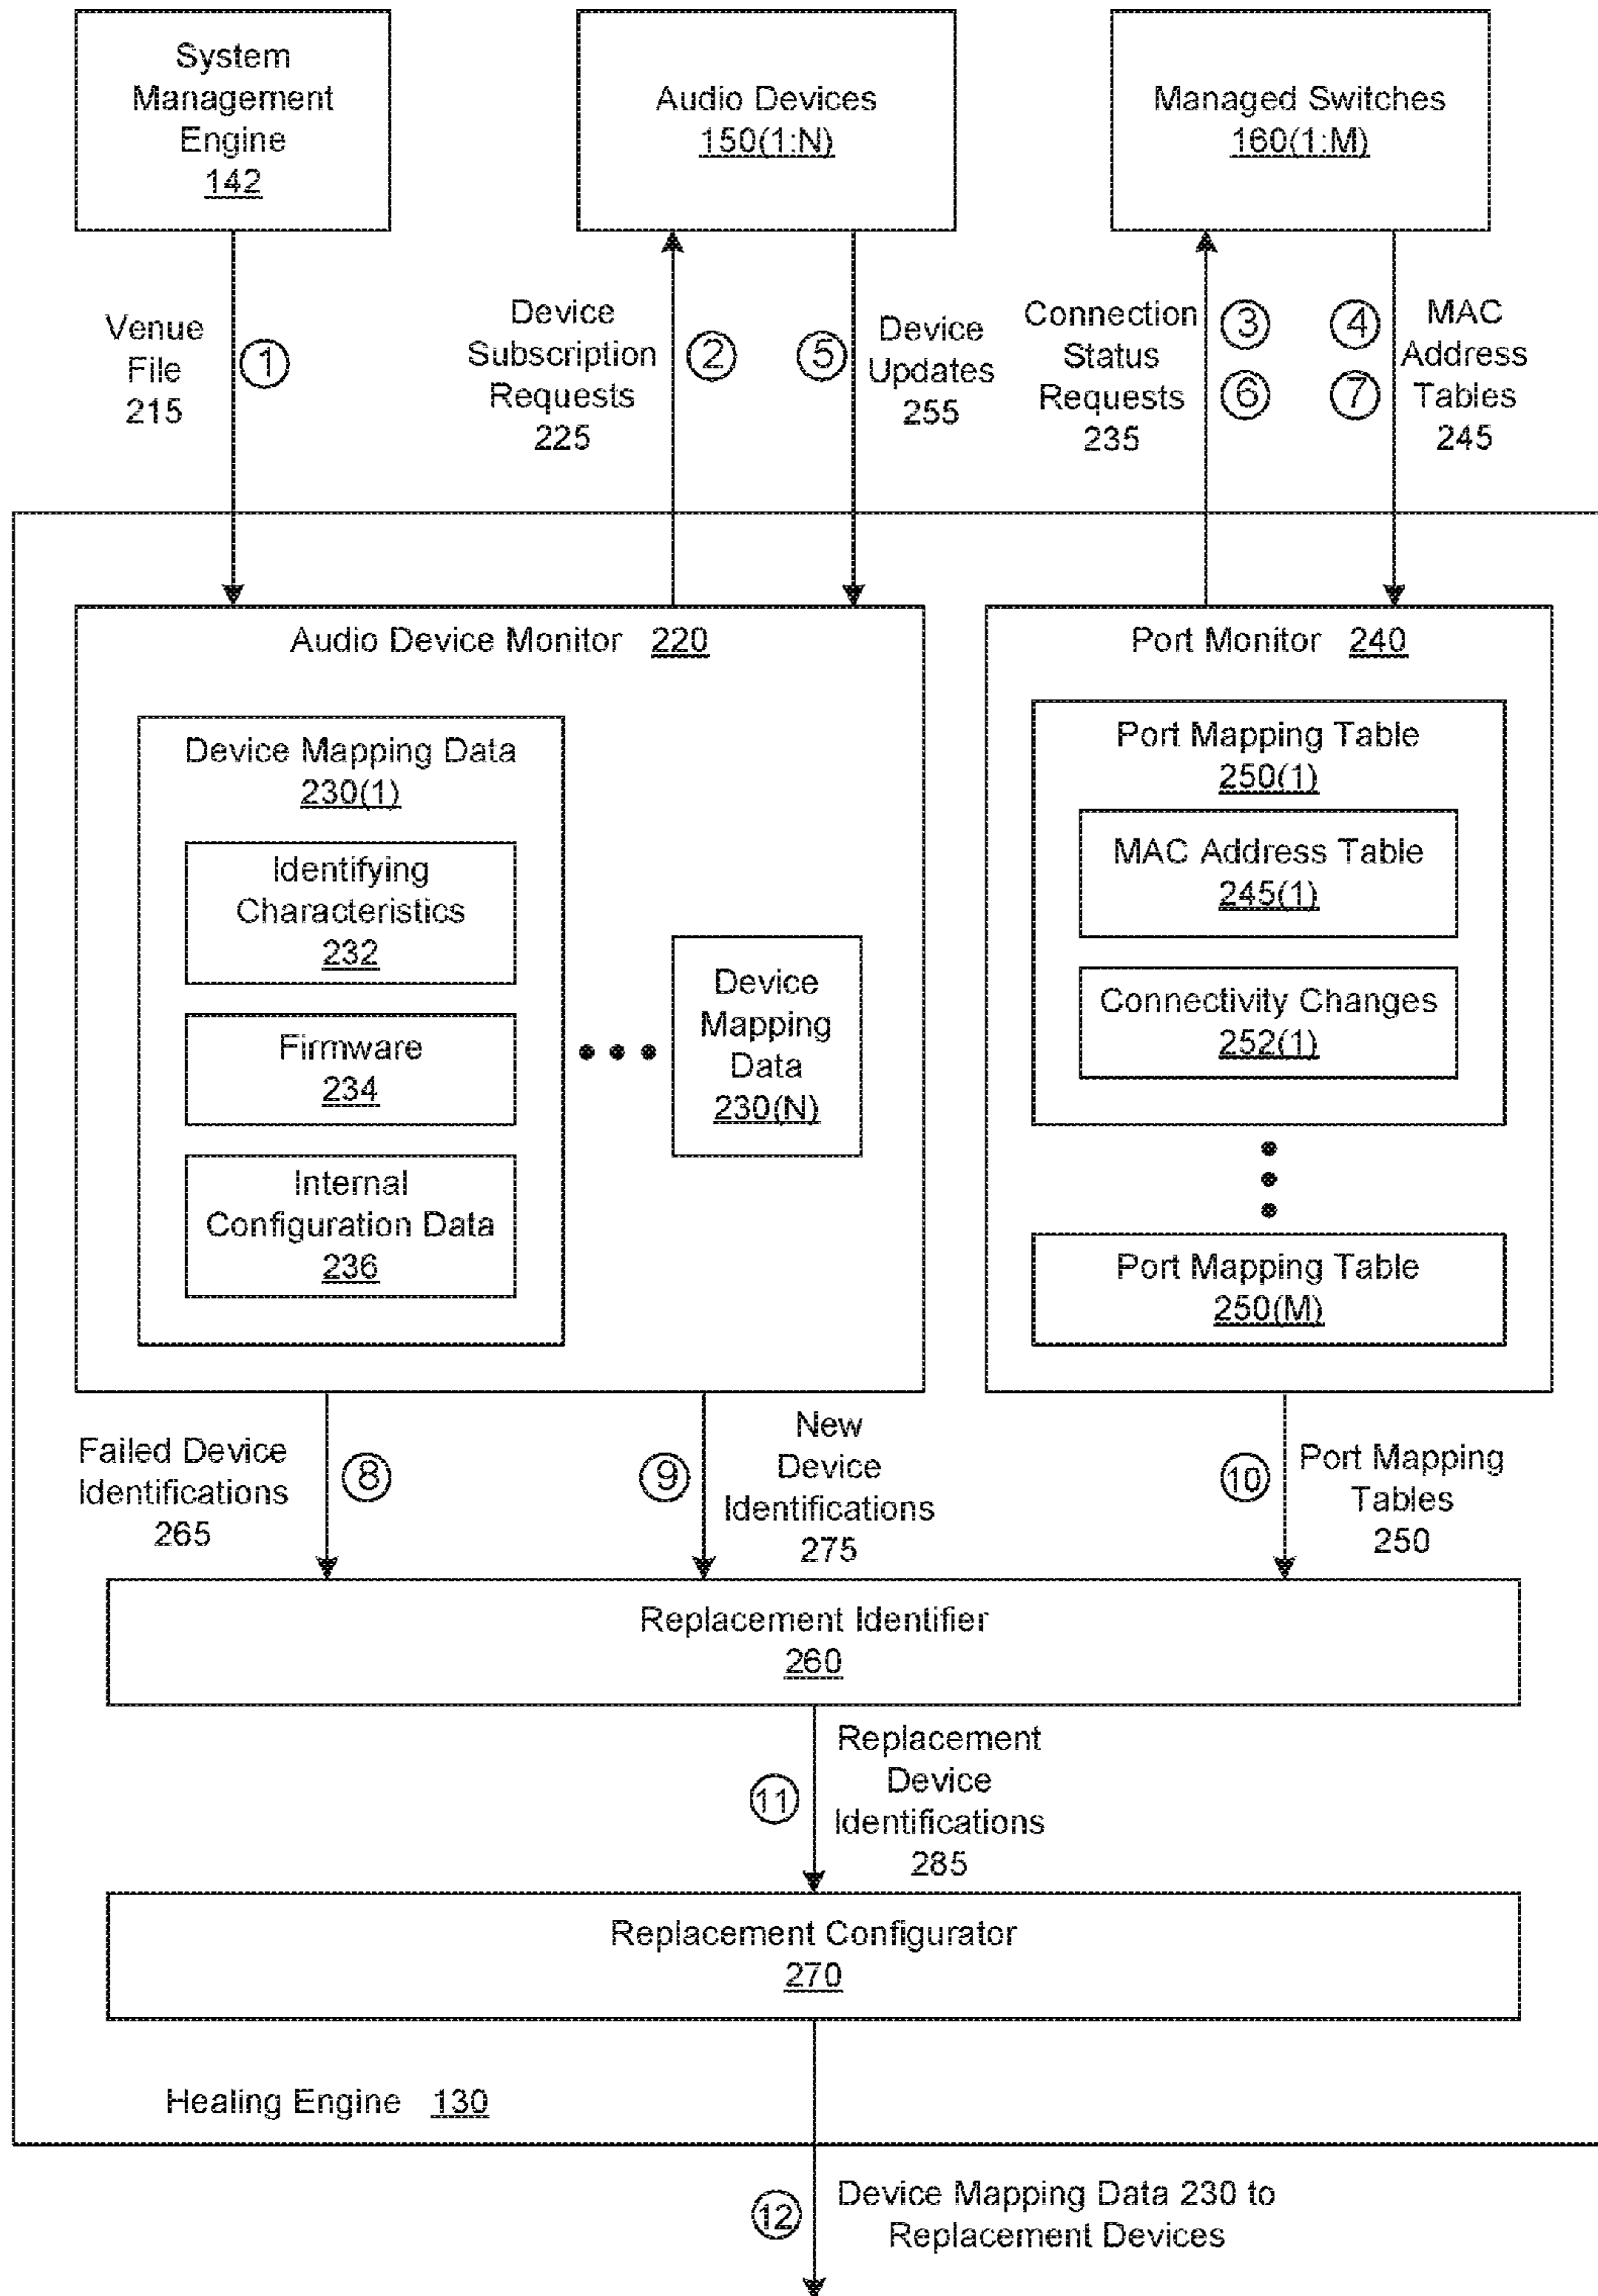 System
Management
Engine
142
Audio Devices
150(1:N)
Managed Switches
160(1:M)
Venue
File
215
1
Device
Subscription
Requests
225
2
5
Device
Updates
255
Connection
Status
Requests
235
3
6
4
7
MAC
Address
Tables
245
Audio Device Monitor 220
Device Mapping Data
230(1)
Identifying
Characteristics
232
Firmware
234
Internal
Configuration Data
236
Device
Mapping
Data
230(N)
Port Monitor 240
Port Mapping Table
250(1)
MAC Address Table
245(1)
Connectivity Changes
252(1)
Port Mapping Table
250(M)
Failed Device
Identifications
265
8
9
New
Device
Identifications
275
10
Port Mapping
Tables
250
Replacement Identifier
260
11
Replacement
Device
Identifications
285
Replacement Configurator
270
Healing Engine 130
12
Device Mapping Data 230 to
Replacement Devices